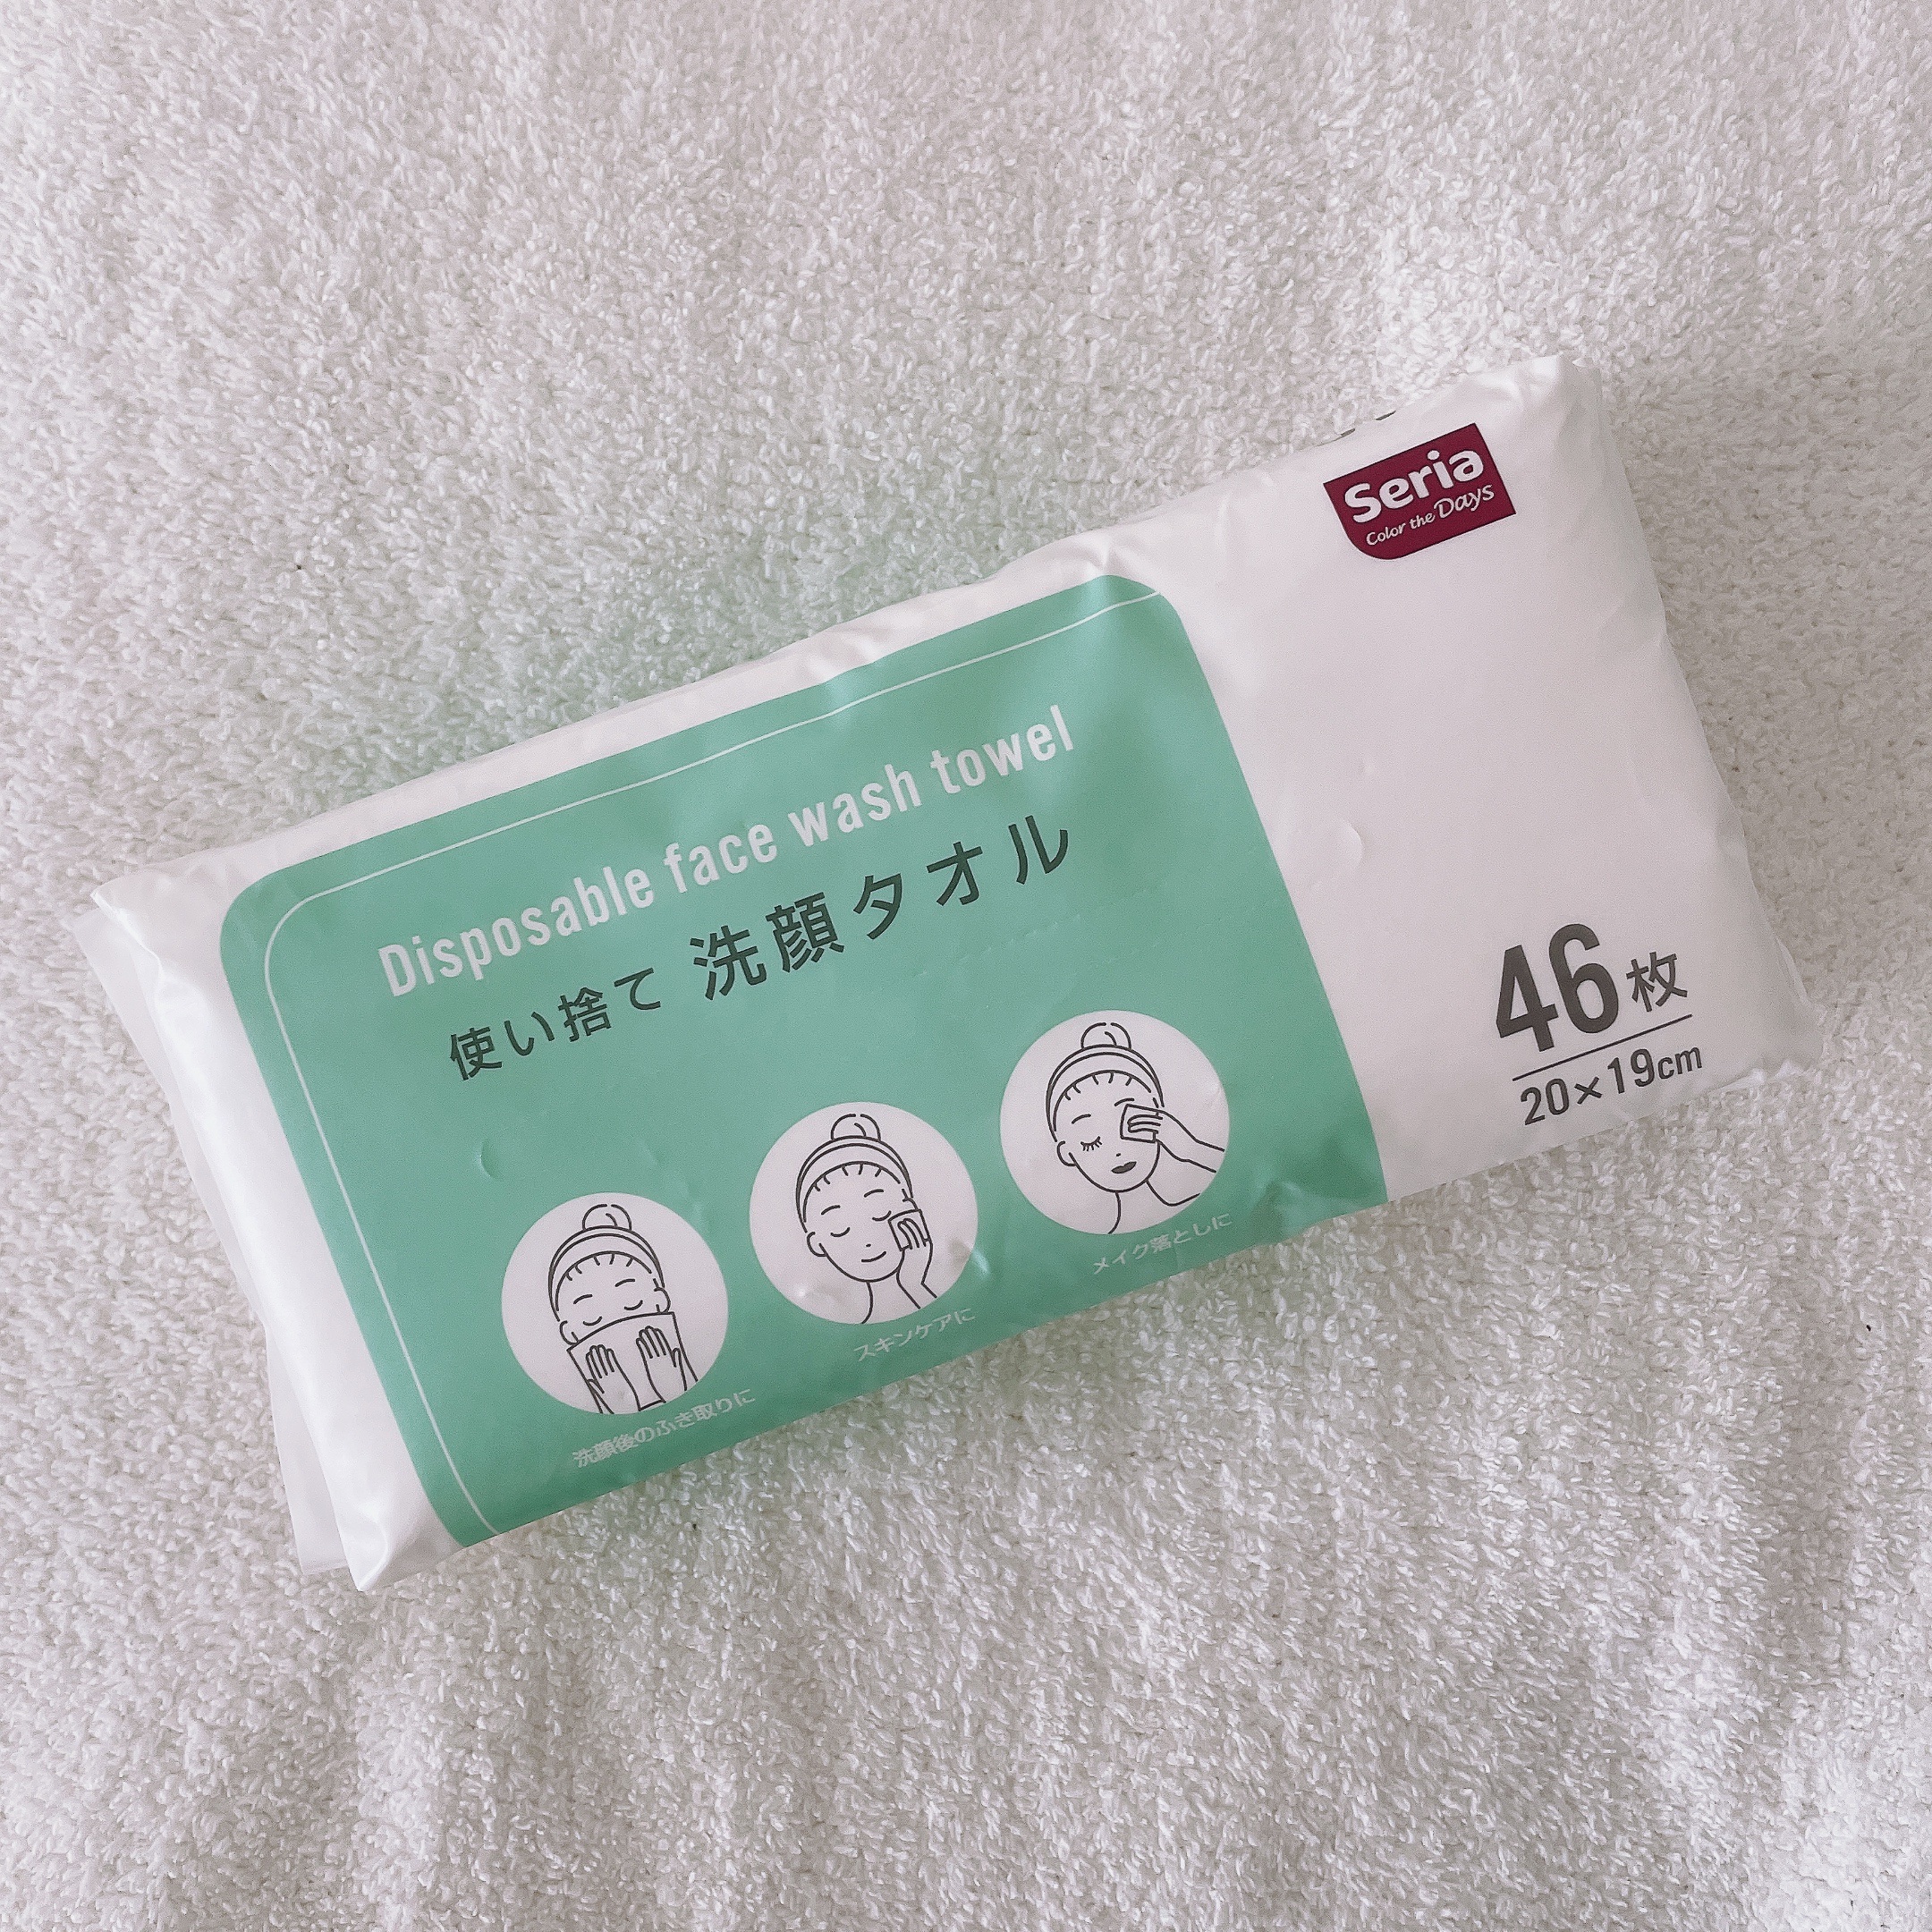 Seria
Color the Days
Disposable face wash towel
使い捨て 洗顔タオル
46枚
20×19cm
洗顔後のふき取りに
スキンケアに
メイク落としに